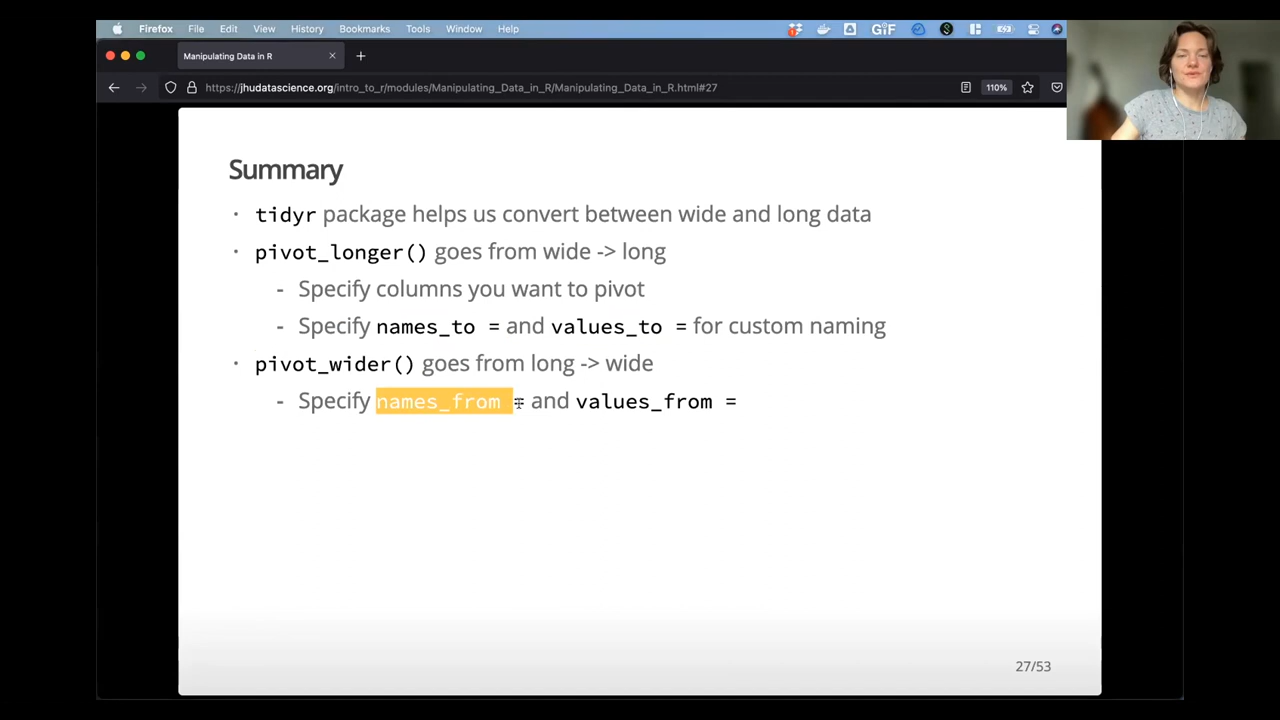 Firefox File Edit View History Bookmarks Tools Window Help
GIF
Manipulating Data in R
https://jhudatascience.org/intro_to_r/modules/Manipulating_Data_in_R/Manipulating_Data_in_R.html#27
110%
Summary
· tidyr package helps us convert between wide and long data
· pivot_longer() goes from wide -> long
- Specify columns you want to pivot
- Specify names_to = and values_to = for custom naming
· pivot_wider() goes from long -> wide
- Specify names_from = and values_from =
27/53